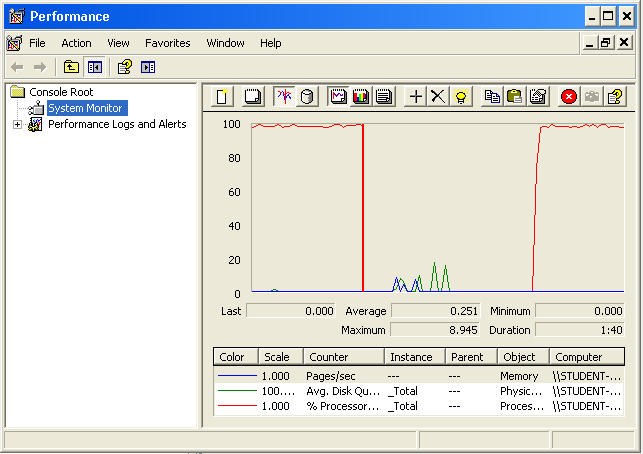 Performance
File Action View Favorites Window Help
Console Root
System Monitor
Performance Logs and Alerts
100
80
60
40
20
0
Last 0.000 Average 0.251 Minimum 0.000
Maximum 8.945 Duration 1:40
Color Scale Counter Instance Parent Object Computer
1.000 Pages/sec --- --- Memory \\STUDENT-...
100.... Avg. Disk Qu... _Total --- Physic... \\STUDENT-...
1.000 % Processor... _Total --- Proces... \\STUDENT-...